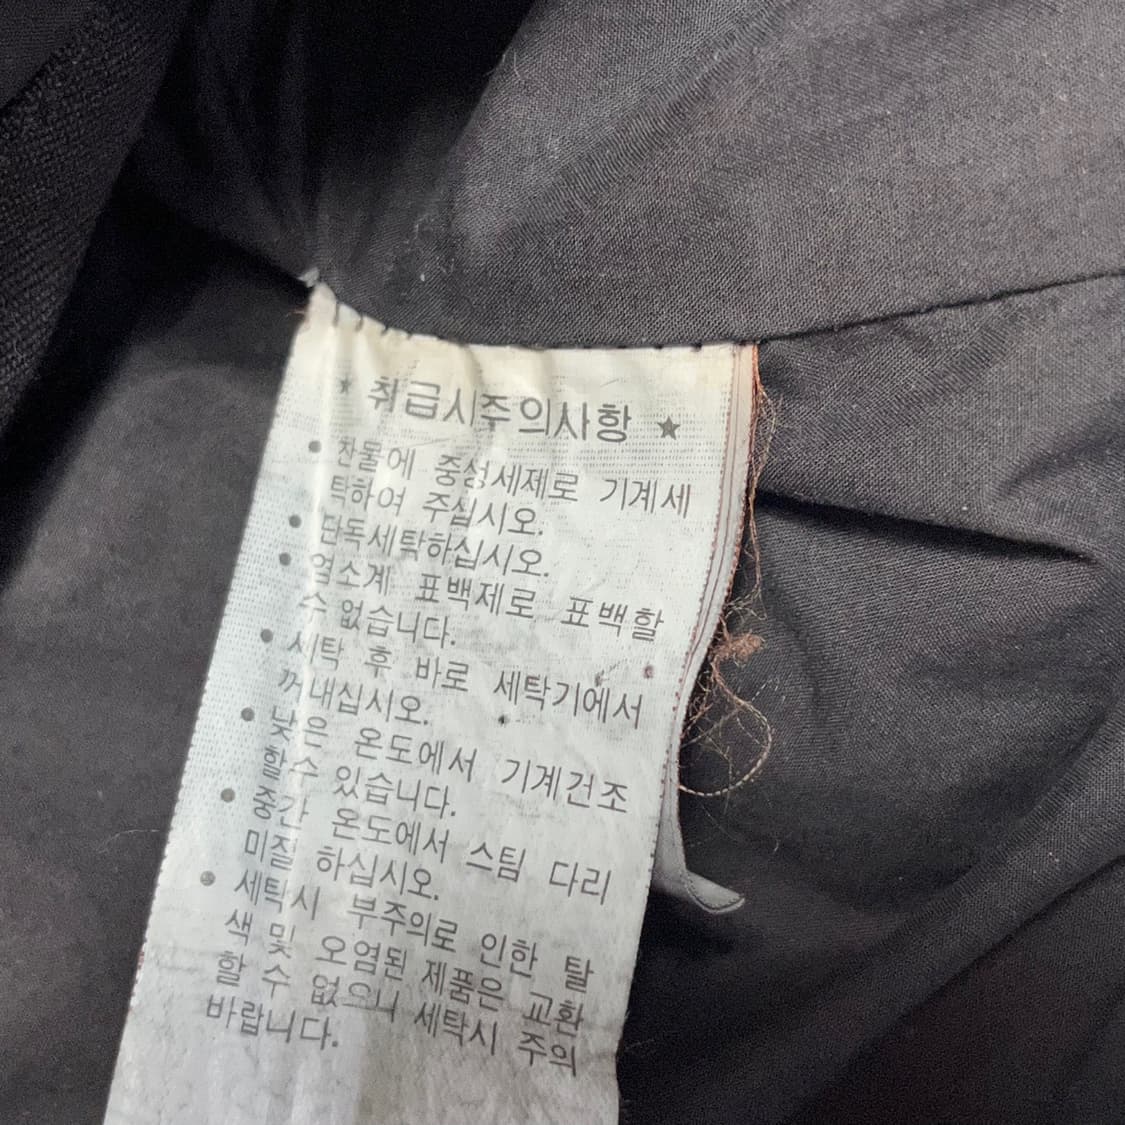 ★ 취급시주의사항 ★
● 찬물에 중성세제로 기계세
탁하여 주십시오.
● 단독세탁하십시오.
● 염소계 표백제로 표백할
수 없습니다.
● 세탁 후 바로 세탁기에서
꺼내십시오.
● 낮은 온도에서 기계건조
할수 있습니다.
● 중간 온도에서 스팀 다리
미질 하십시오.
● 세탁시 부주의로 인한 탈
색 및 오염된 제품은 교환
할 수 없으니 세탁시 주의
바랍니다.